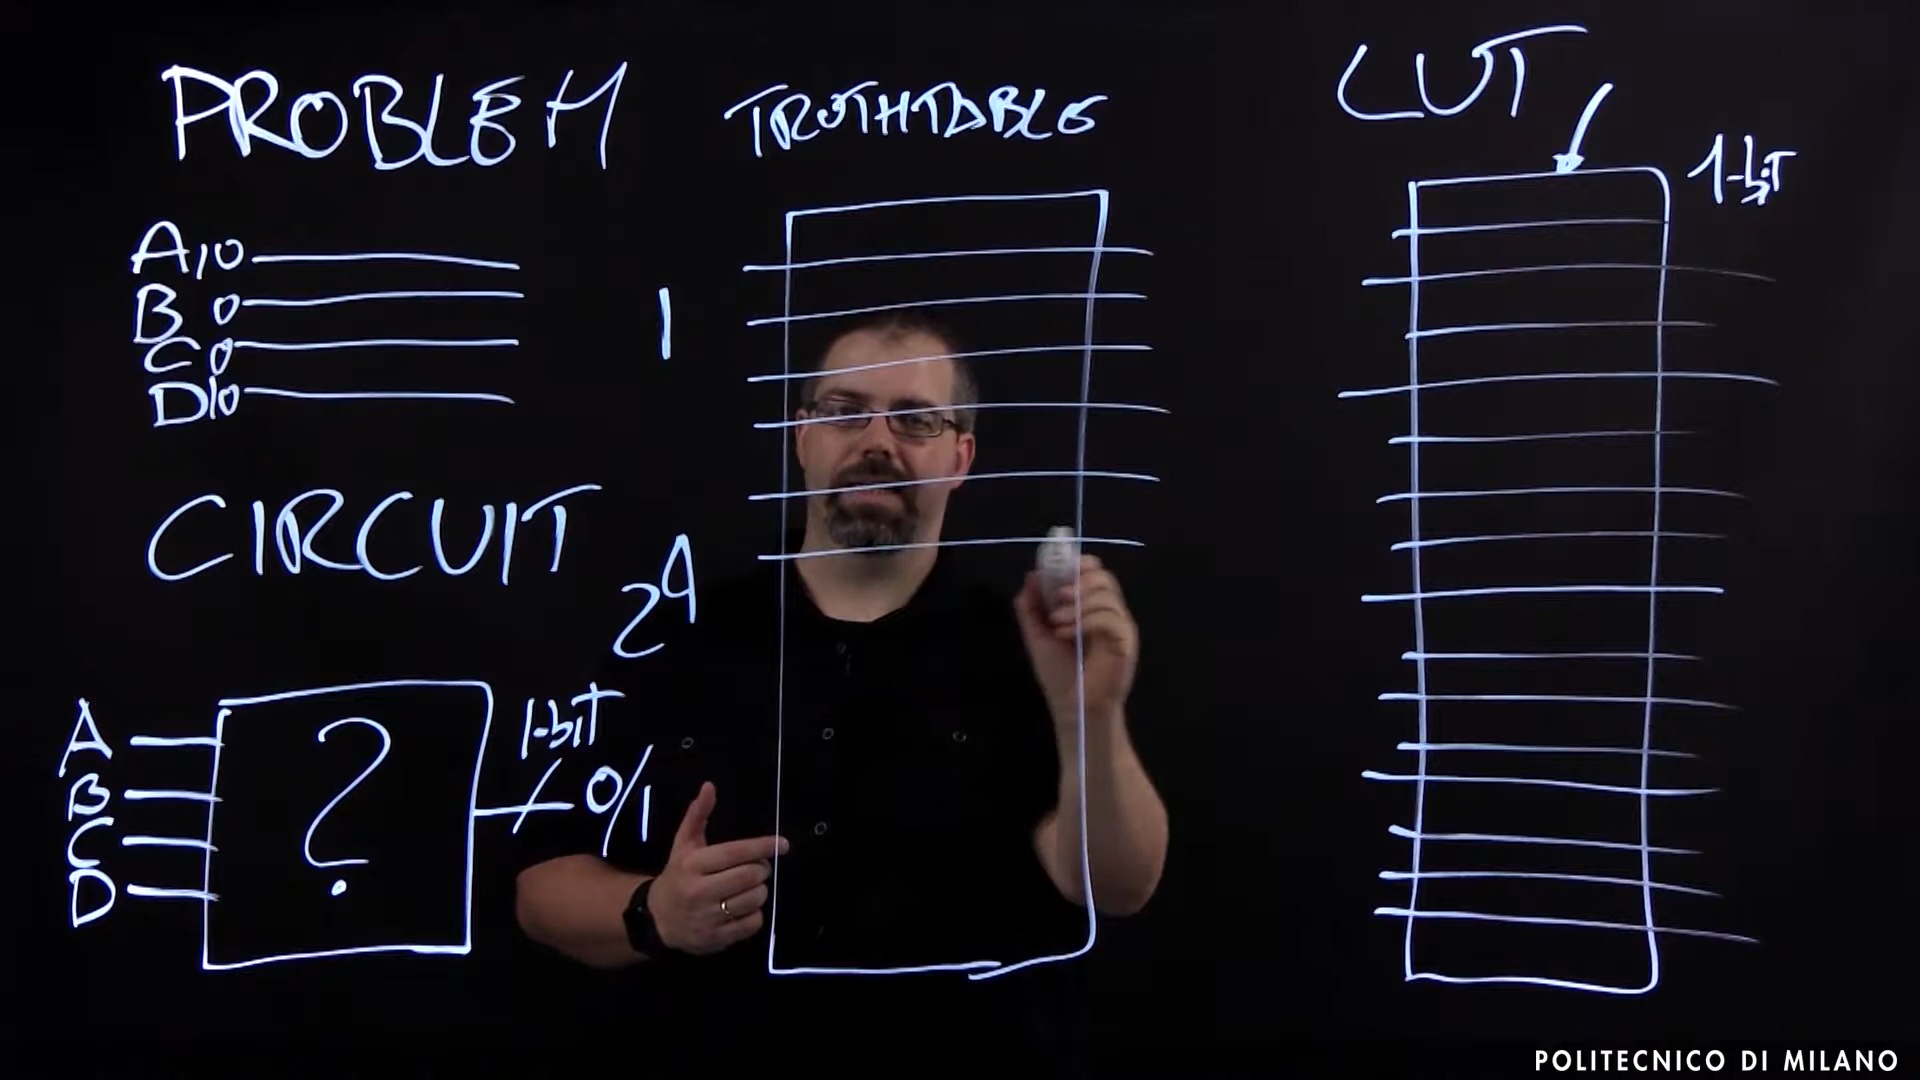 PROBLEM
A 1/0
B 0
C 0
D 1/0
CIRCUIT
A
B
C
D
?
1-bit
0/1
TRUTHTABLE
1
2^4
LUT
1-bit
POLITECNICO DI MILANO